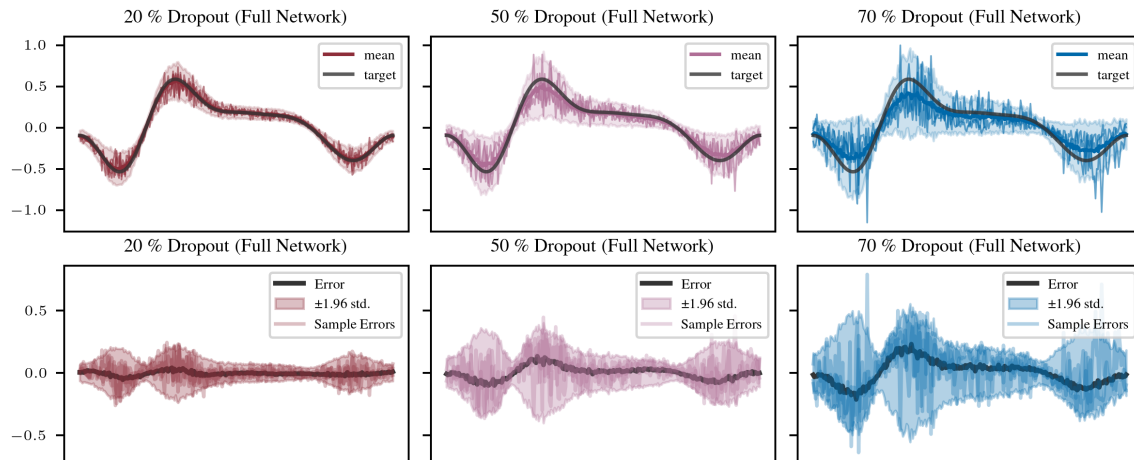 20 % Dropout (Full Network)
50 % Dropout (Full Network)
70 % Dropout (Full Network)
1.0
0.5
0.0
−0.5
−1.0
mean
target
mean
target
mean
target
20 % Dropout (Full Network)
50 % Dropout (Full Network)
70 % Dropout (Full Network)
0.5
0.0
−0.5
Error
±1.96 std.
Sample Errors
Error
±1.96 std.
Sample Errors
Error
±1.96 std.
Sample Errors